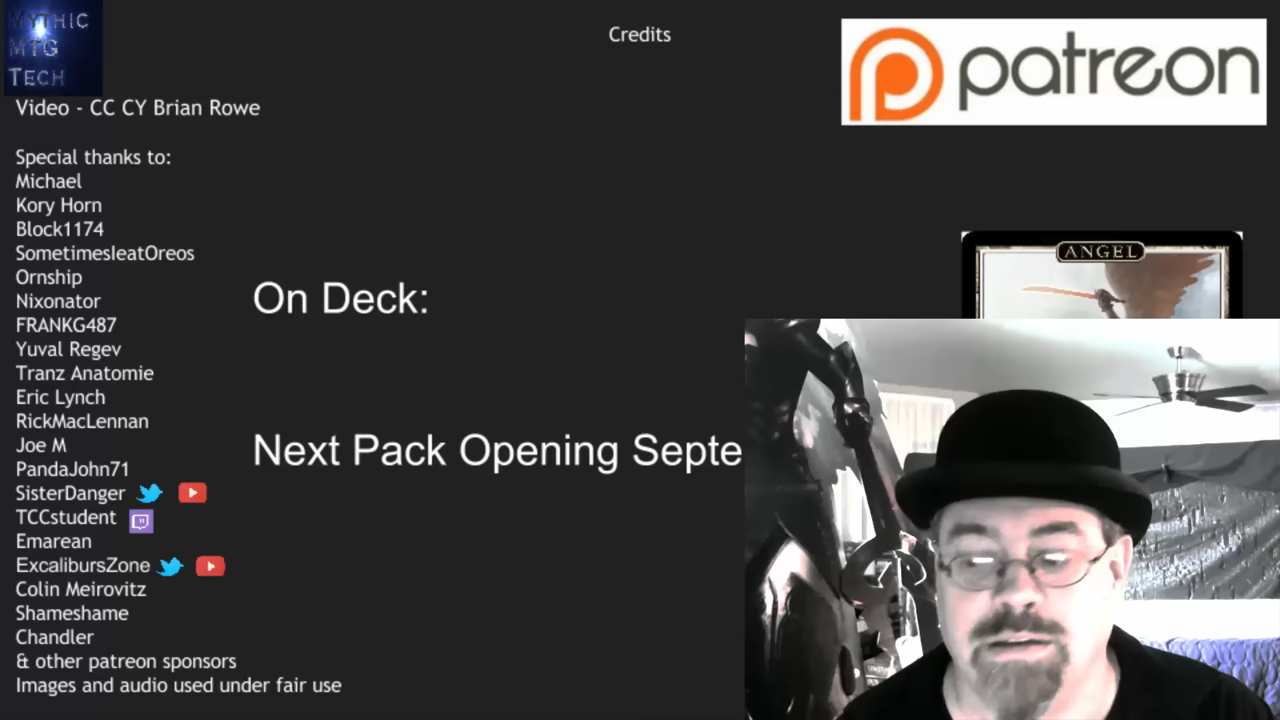 MYTHIC
MTG
TECH
Credits
patreon
Video - CC CY Brian Rowe
Special thanks to:
Michael
Kory Horn
Block1174
SometimesIeatOreos
Ornship
Nixonator
FRANKG487
Yuval Regev
Tranz Anatomie
Eric Lynch
RickMacLennan
Joe M
PandaJohn71
SisterDanger
TCCstudent
Emarean
ExcalibursZone
Colin Meirovitz
Shameshame
Chandler
& other patreon sponsors
Images and audio used under fair use
On Deck:
Next Pack Opening Septe
ANGEL